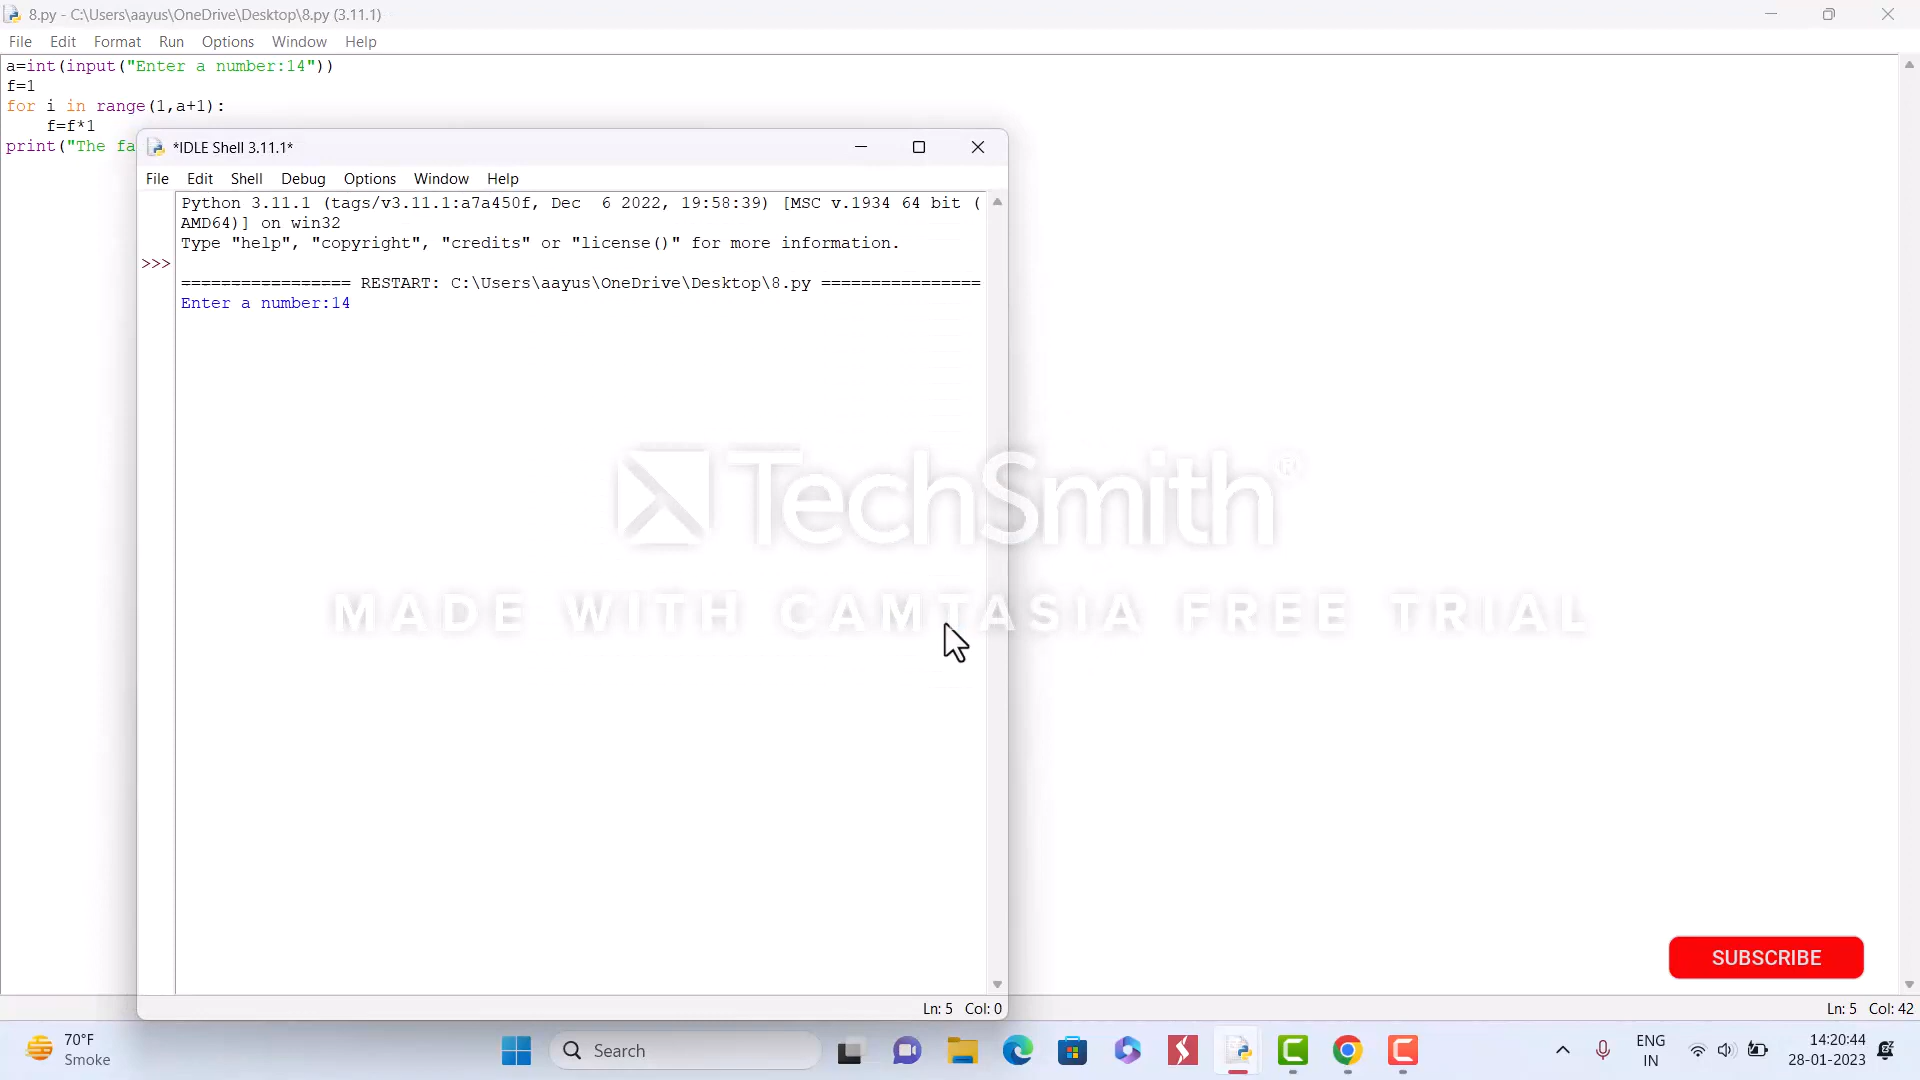 8.py - C:\Users\aayus\OneDrive\Desktop\8.py (3.11.1)
File Edit Format Run Options Window Help
a=int(input("Enter a number:14"))
f=1
for i in range(1,a+1):
    f=f*1
print("The fa
*IDLE Shell 3.11.1*
File Edit Shell Debug Options Window Help
Python 3.11.1 (tags/v3.11.1:a7a450f, Dec  6 2022, 19:58:39) [MSC v.1934 64 bit (
AMD64)] on win32
Type "help", "copyright", "credits" or "license()" for more information.
>>>
================= RESTART: C:\Users\aayus\OneDrive\Desktop\8.py ================
Enter a number:14
TechSmith®
MADE WITH CAMTASIA FREE TRIAL
SUBSCRIBE
Ln: 5 Col: 0
Ln: 5 Col: 42
70°F
Smoke
Search
ENG
IN
14:20:44
28-01-2023